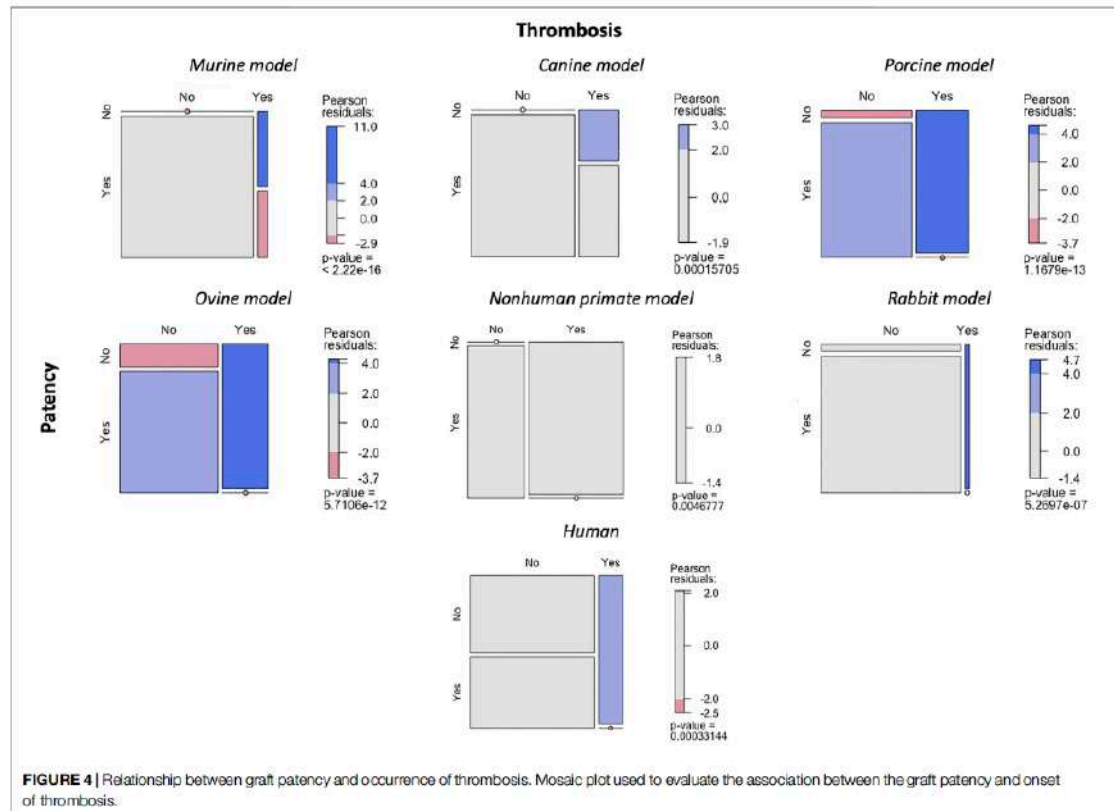 Thrombosis
Murine model
No Yes
No
Yes
Pearson
residuals:
11.0
4.0
2.0
0.0
-2.9
p-value =
< 2.22e-16
Canine model
No Yes
No
Yes
Pearson
residuals:
3.0
2.0
0.0
-1.9
p-value =
0.00015705
Porcine model
No Yes
No
Yes
Pearson
residuals:
4.0
2.0
0.0
-2.0
-3.7
p-value =
1.1679e-13
Patency
Ovine model
No Yes
No
Yes
Pearson
residuals:
4.0
2.0
0.0
-2.0
-3.7
p-value =
5.7106e-12
Nonhuman primate model
No Yes
No
Yes
Pearson
residuals:
1.8
0.0
-1.4
p-value =
0.0046777
Rabbit model
No Yes
No
Yes
Pearson
residuals:
4.7
4.0
2.0
0.0
-1.4
p-value =
5.2697e-07
Human
No Yes
No
Yes
Pearson
residuals:
2.0
0.0
-2.0
-2.5
p-value =
0.00033144
FIGURE 4 | Relationship between graft patency and occurrence of thrombosis. Mosaic plot used to evaluate the association between the graft patency and onset
of thrombosis.